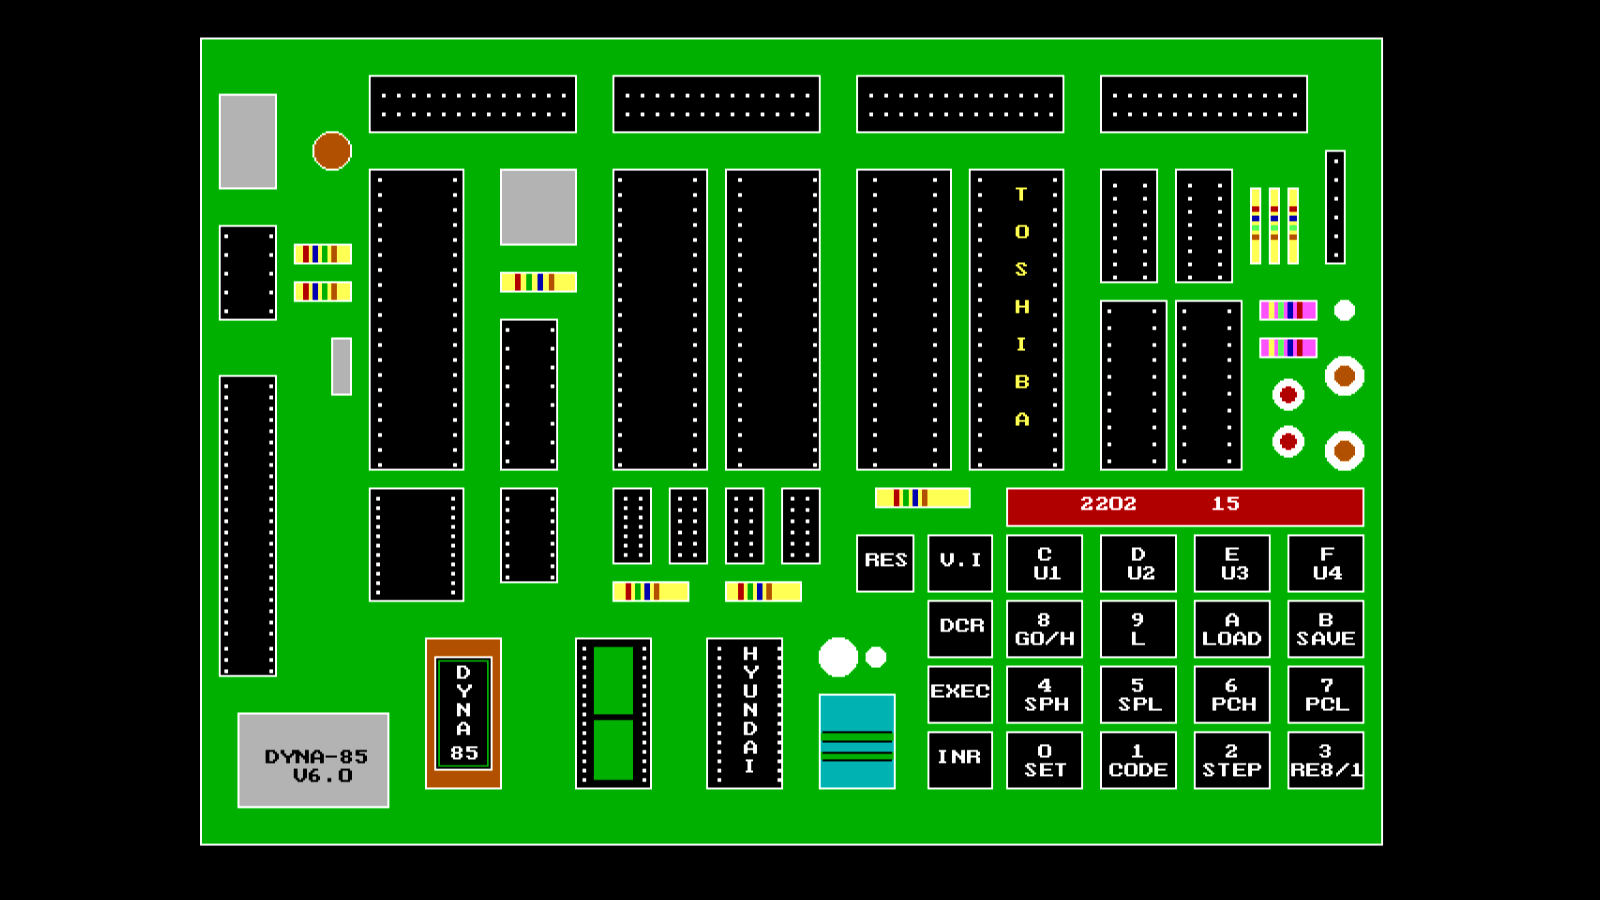 TOSHIBA
2202 15
RES
V.I
C
U1
D
U2
E
U3
F
U4
DCR
8
GO/H
9
L
A
LOAD
B
SAVE
EXEC
4
SPH
5
SPL
6
PCH
7
PCL
INR
0
SET
1
CODE
2
STEP
3
RE8/1
DYNA
85
HYUNDAI
DYNA-85
V6.0